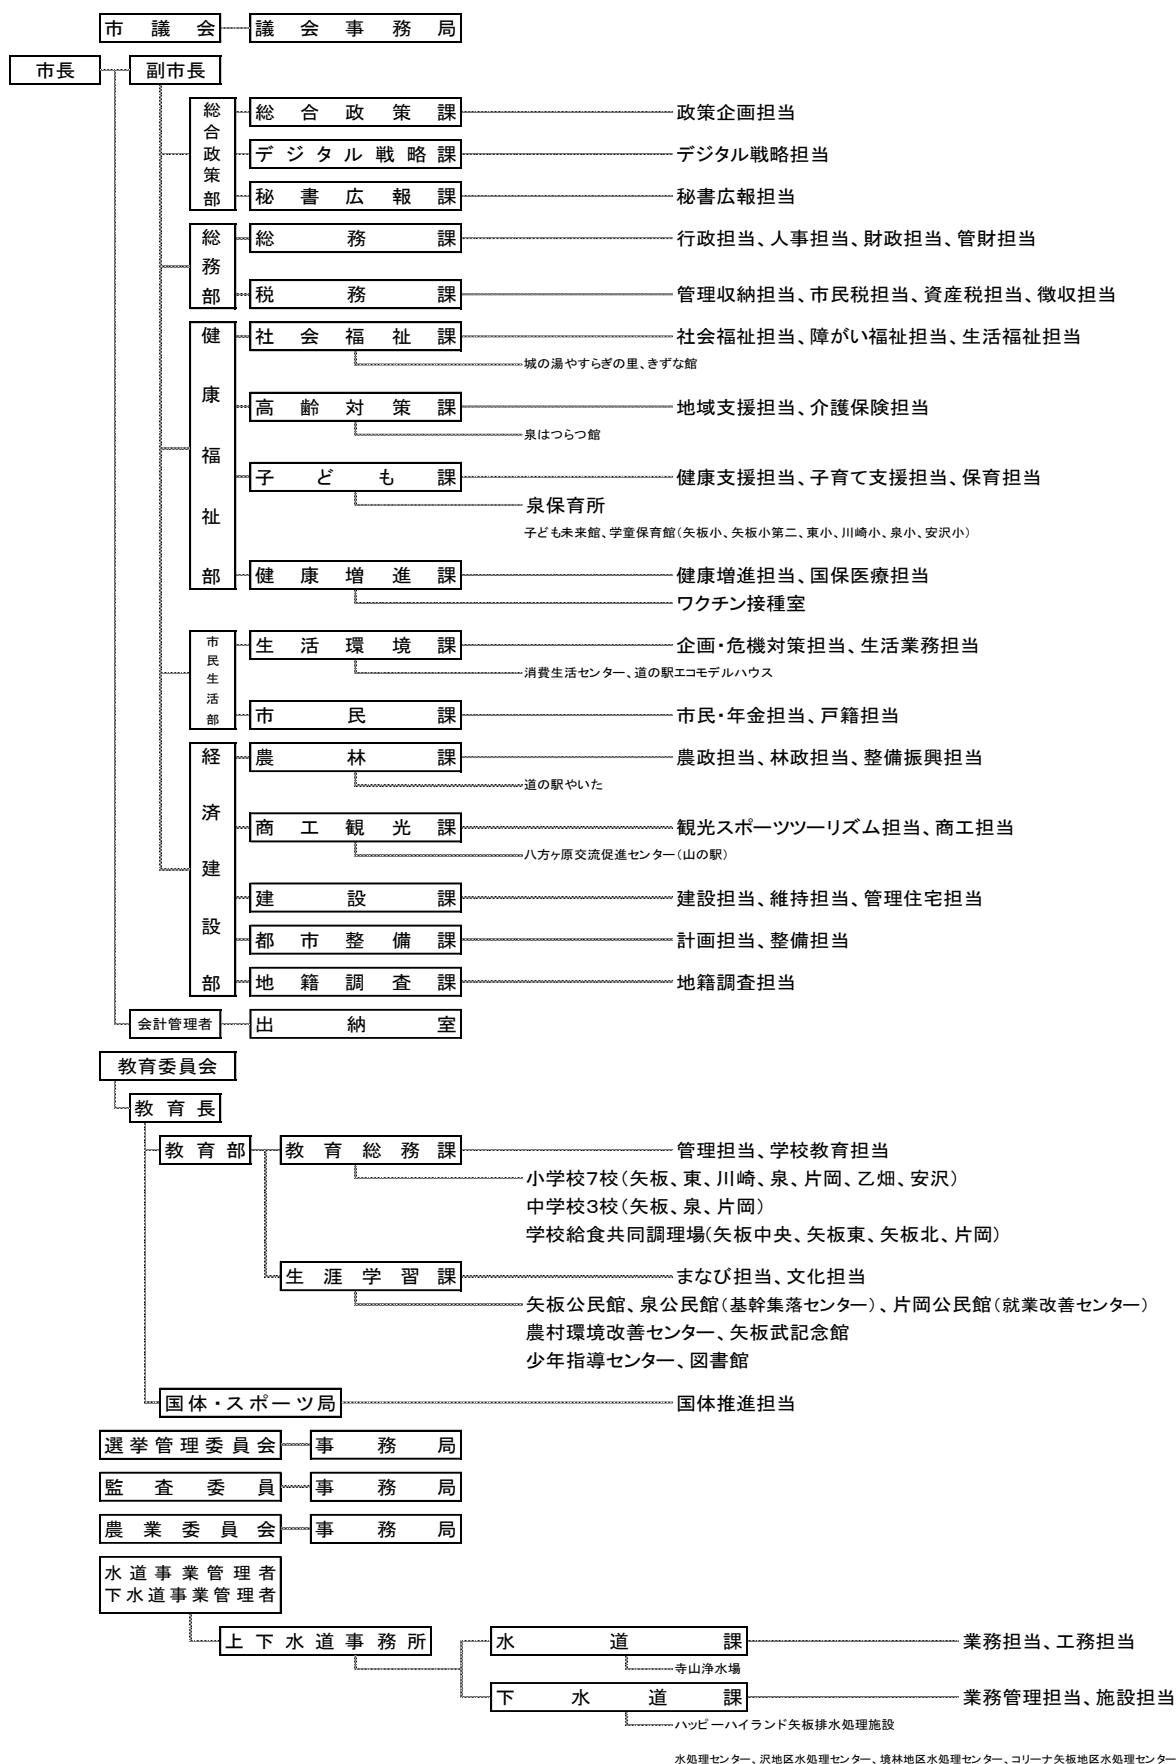 市議会 議会事務局
市長 副市長
総合政策部 総合政策課 政策企画担当
デジタル戦略課 デジタル戦略担当
秘書広報課 秘書広報担当
総務部 総務課 行政担当、人事担当、財政担当、管財担当
税務課 管理収納担当、市民税担当、資産税担当、徴収担当
健康福祉部 社会福祉課 社会福祉担当、障がい福祉担当、生活福祉担当
城の湯やすらぎの里、きずな館
高齢対策課 地域支援担当、介護保険担当
泉はつらつ館
子ども課 健康支援担当、子育て支援担当、保育担当
泉保育所
子ども未来館、学童保育館(矢板小、矢板小第二、東小、川崎小、泉小、安沢小)
健康増進課 健康増進担当、国保医療担当
ワクチン接種室
市民生活部 生活環境課 企画・危機対策担当、生活業務担当
消費生活センター、道の駅エコモデルハウス
市民課 市民・年金担当、戸籍担当
経済建設部 農林課 農政担当、林政担当、整備振興担当
道の駅やいた
商工観光課 観光スポーツツーリズム担当、商工担当
八方ヶ原交流促進センター(山の駅)
建設課 建設担当、維持担当、管理住宅担当
都市整備課 計画担当、整備担当
地籍調査課 地籍調査担当
会計管理者 出納室
教育委員会
教育長
教育部 教育総務課 管理担当、学校教育担当
小学校7校(矢板、東、川崎、泉、片岡、乙畑、安沢)
中学校3校(矢板、泉、片岡)
学校給食共同調理場(矢板中央、矢板東、矢板北、片岡)
生涯学習課 まなび担当、文化担当
矢板公民館、泉公民館(基幹集落センター)、片岡公民館(就業改善センター)
農村環境改善センター、矢板武記念館
少年指導センター、図書館
国体・スポーツ局 国体推進担当
選挙管理委員会 事務局
監査委員 事務局
農業委員会 事務局
水道事業管理者
下水道事業管理者
上下水道事務所 水道課 業務担当、工務担当
寺山浄水場
下水道課 業務管理担当、施設担当
ハッピーハイランド矢板排水処理施設
水処理センター、沢地区水処理センター、境林地区水処理センター、コリーナ矢板地区水処理センター